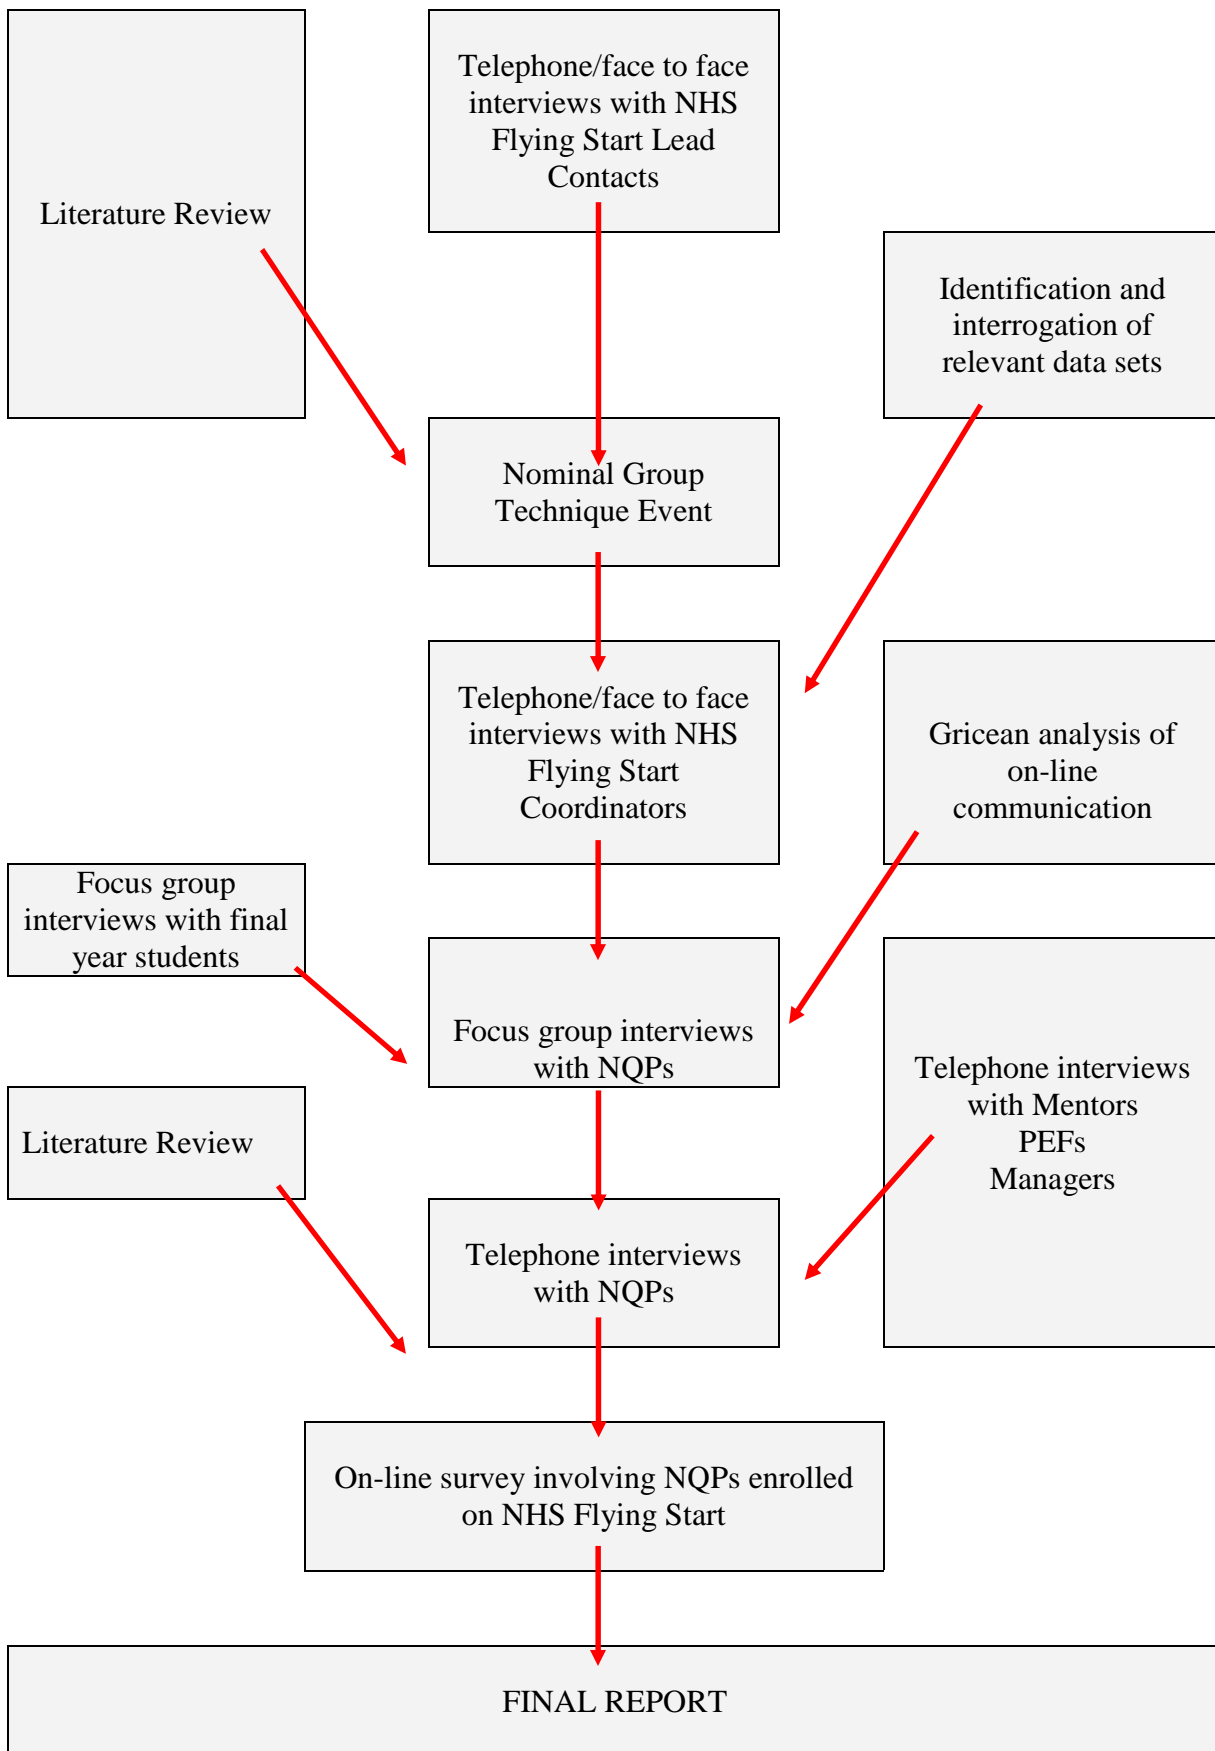 Telephone/face to face
interviews with NHS
Flying Start Lead
Contacts
Literature Review
Identification and
interrogation of
relevant data sets
Nominal Group
Technique Event
Telephone/face to face
interviews with NHS
Flying Start
Coordinators
Gricean analysis of
on-line
communication
Focus group
interviews with final
year students
Focus group interviews
with NQPs
Telephone interviews
with Mentors
PEFs
Managers
Literature Review
Telephone interviews
with NQPs
On-line survey involving NQPs enrolled
on NHS Flying Start
FINAL REPORT